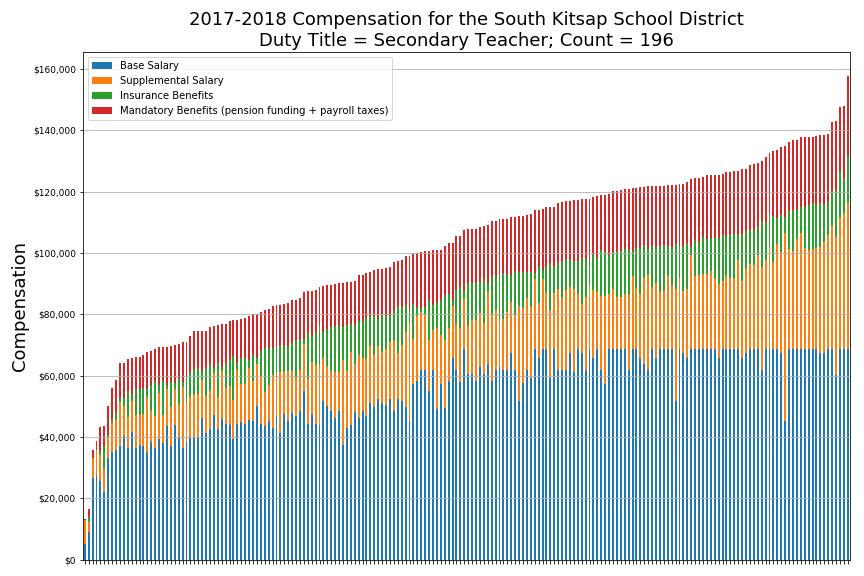 2017-2018 Compensation for the South Kitsap School District
Duty Title = Secondary Teacher; Count = 196
Base Salary
Supplemental Salary
Insurance Benefits
Mandatory Benefits (pension funding + payroll taxes)
Compensation
$160,000
$140,000
$120,000
$100,000
$80,000
$60,000
$40,000
$20,000
$0